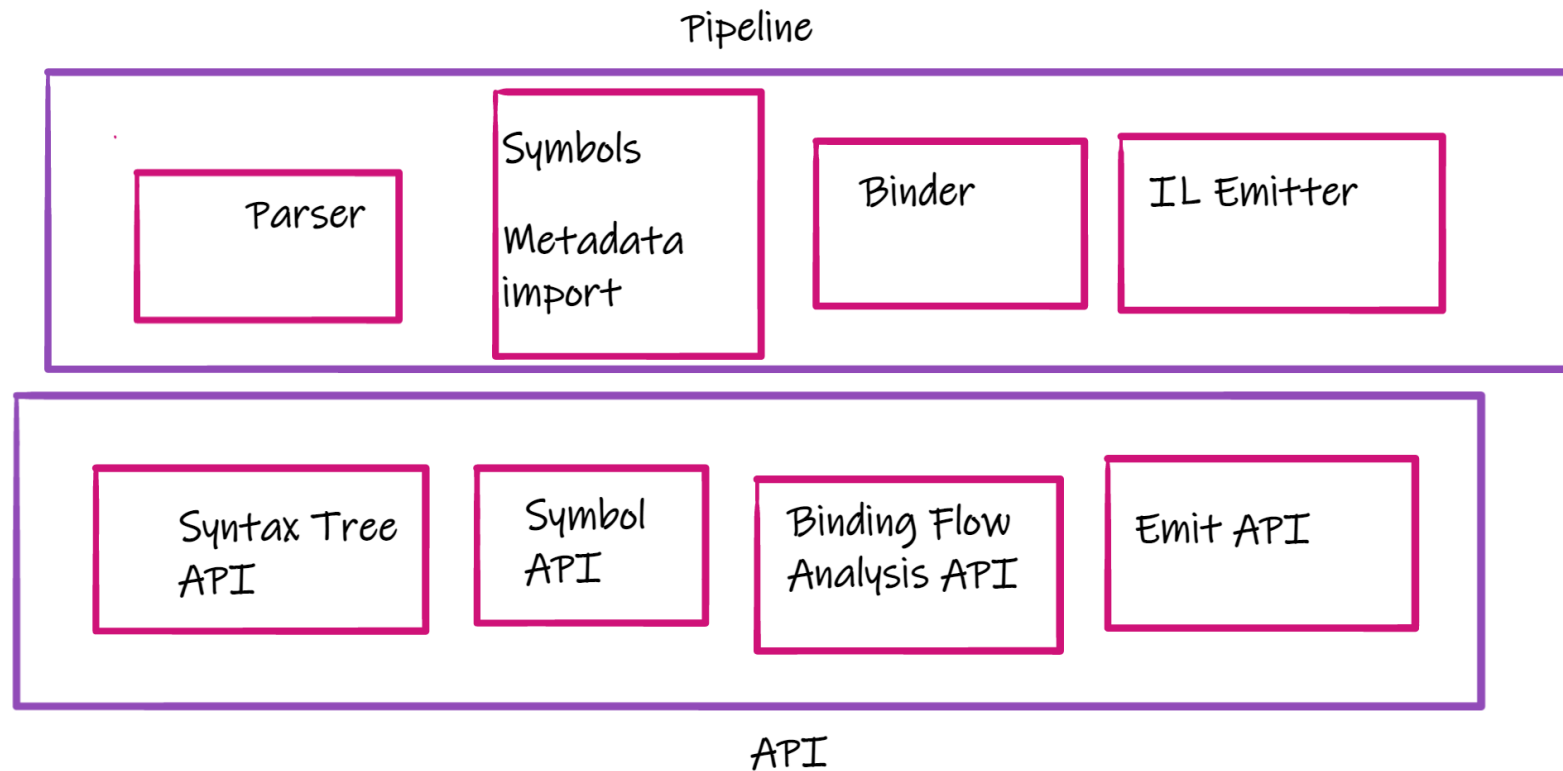 Pipeline
Parser
Symbols
Metadata
import
Binder
IL Emitter
Syntax Tree
API
Symbol
API
Binding Flow
Analysis API
Emit API
API